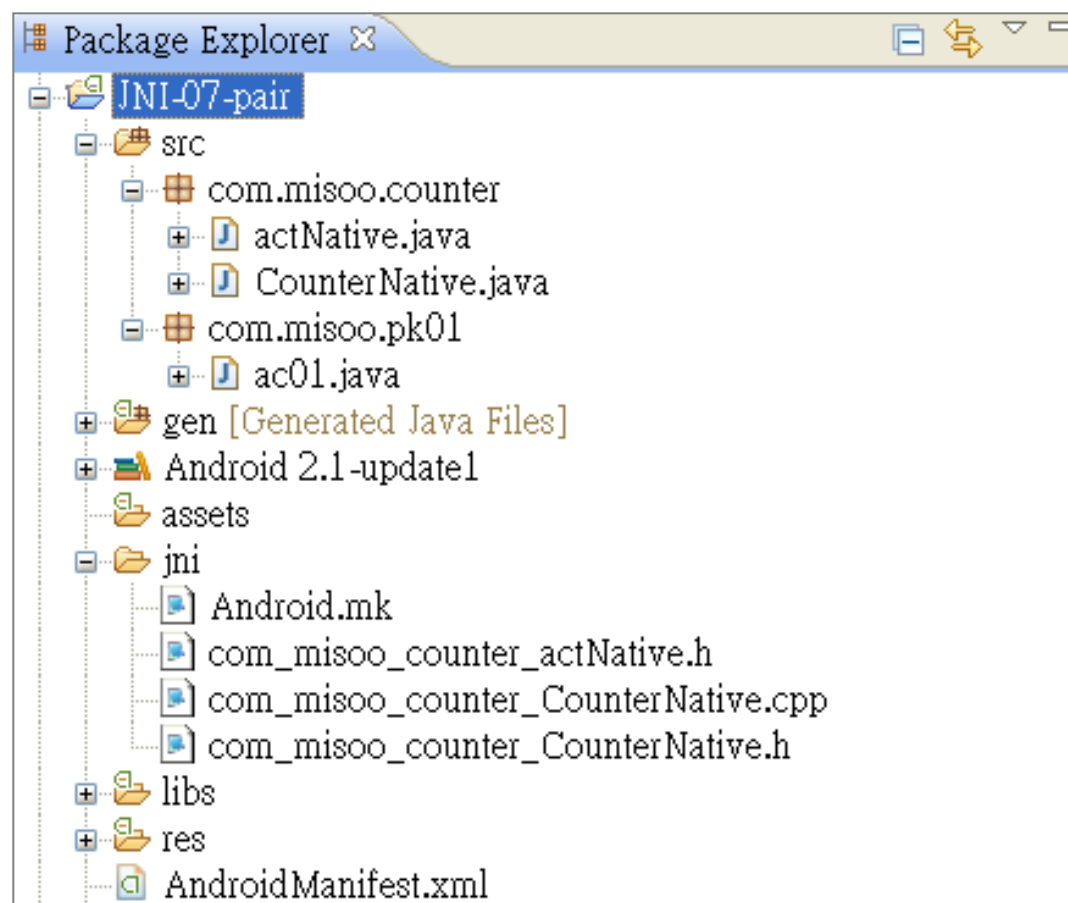 Package Explorer
JNI-07-pair
src
com.misoo.counter
actNative.java
CounterNative.java
com.misoo.pk01
ac01.java
gen [Generated Java Files]
Android 2.1-update1
assets
jni
Android.mk
com_misoo_counter_actNative.h
com_misoo_counter_CounterNative.cpp
com_misoo_counter_CounterNative.h
libs
res
AndroidManifest.xml